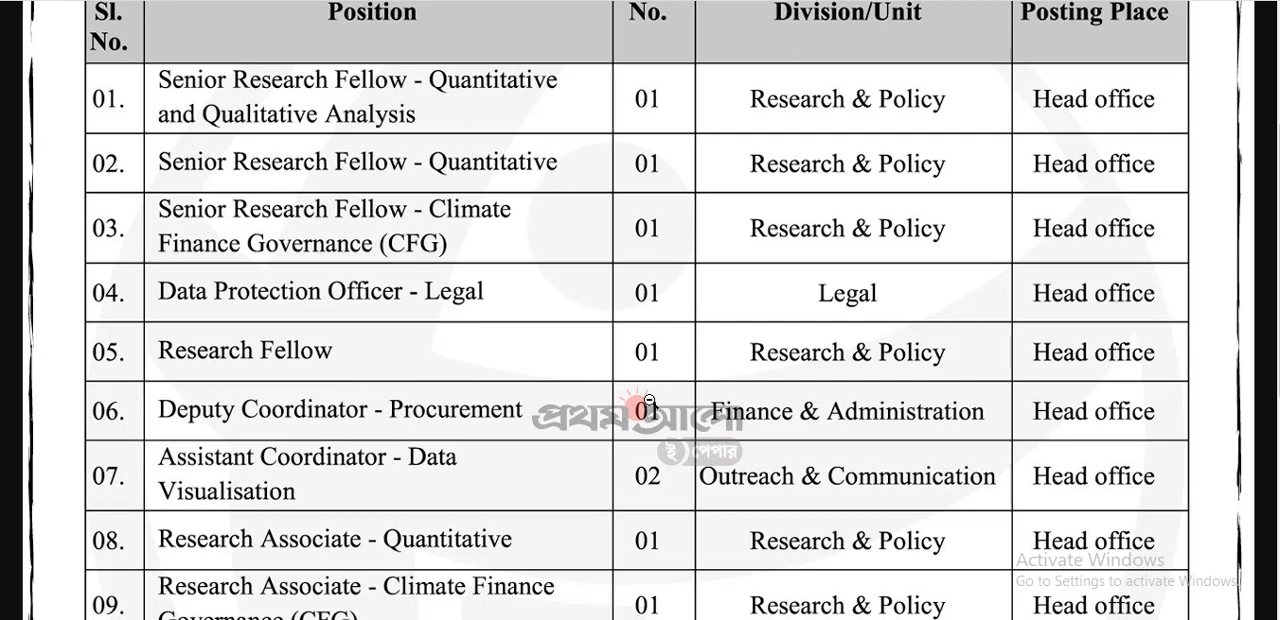 Sl. No. Position No. Division/Unit Posting Place
01. Senior Research Fellow - Quantitative and Qualitative Analysis 01 Research & Policy Head office
02. Senior Research Fellow - Quantitative 01 Research & Policy Head office
03. Senior Research Fellow - Climate Finance Governance (CFG) 01 Research & Policy Head office
04. Data Protection Officer - Legal 01 Legal Head office
05. Research Fellow 01 Research & Policy Head office
06. Deputy Coordinator - Procurement 01 Finance & Administration Head office
প্রথম আলো
ই পেপার
07. Assistant Coordinator - Data Visualisation 02 Outreach & Communication Head office
08. Research Associate - Quantitative 01 Research & Policy Head office
Activate Windows
Go to Settings to activate Windows.
09. Research Associate - Climate Finance Governance (CFG) 01 Research & Policy Head office